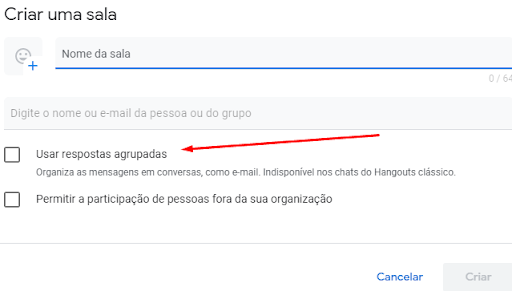 Criar uma sala
Nome da sala
0 / 64
Digite o nome ou e-mail da pessoa ou do grupo
Usar respostas agrupadas
Organiza as mensagens em conversas, como e-mail. Indisponível nos chats do Hangouts clássico.
Permitir a participação de pessoas fora da sua organização
Cancelar
Criar